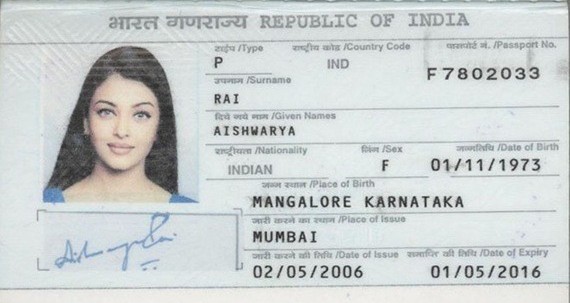 भारत गणराज्य REPUBLIC OF INDIA
टाईप /Type राष्ट्रीय कोड /Country Code पासपोर्ट नं. /Passport No.
P IND F7802033
उपनाम /Surname
RAI
दिये गये नाम /Given Names
AISHWARYA
राष्ट्रीयता /Nationality लिंग /Sex जन्मतिथि /Date of Birth
INDIAN F 01/11/1973
जन्म स्थान /Place of Birth
MANGALORE KARNATAKA
जारी करने का स्थान /Place of Issue
MUMBAI
जारी करने की तिथि /Date of Issue समाप्ति की तिथि /Date of Expiry
02/05/2006 01/05/2016